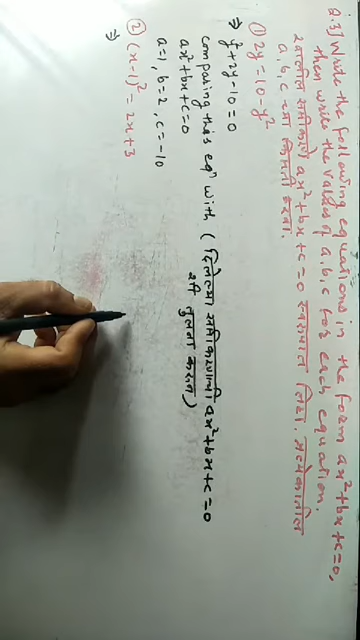 Q.3] Write the following equations in the form ax²+bx+c=0,
then write the values of a, b, c for each equation.
खालील समीकरणे ax²+bx+c=0 स्वरूपात लिहा. प्रत्येकातील
a, b, c च्या किमती ठरवा.
① 2y = 10 - y²
⇒ y² + 2y - 10 = 0
comparing this eqⁿ with ( दिलेल्या समीकरणाची ax²+bx+c=0
ax²+bx+c=0 शी तुलना करून )
a=1, b=2, c=-10
② (x-1)² = 2x+3
⇒